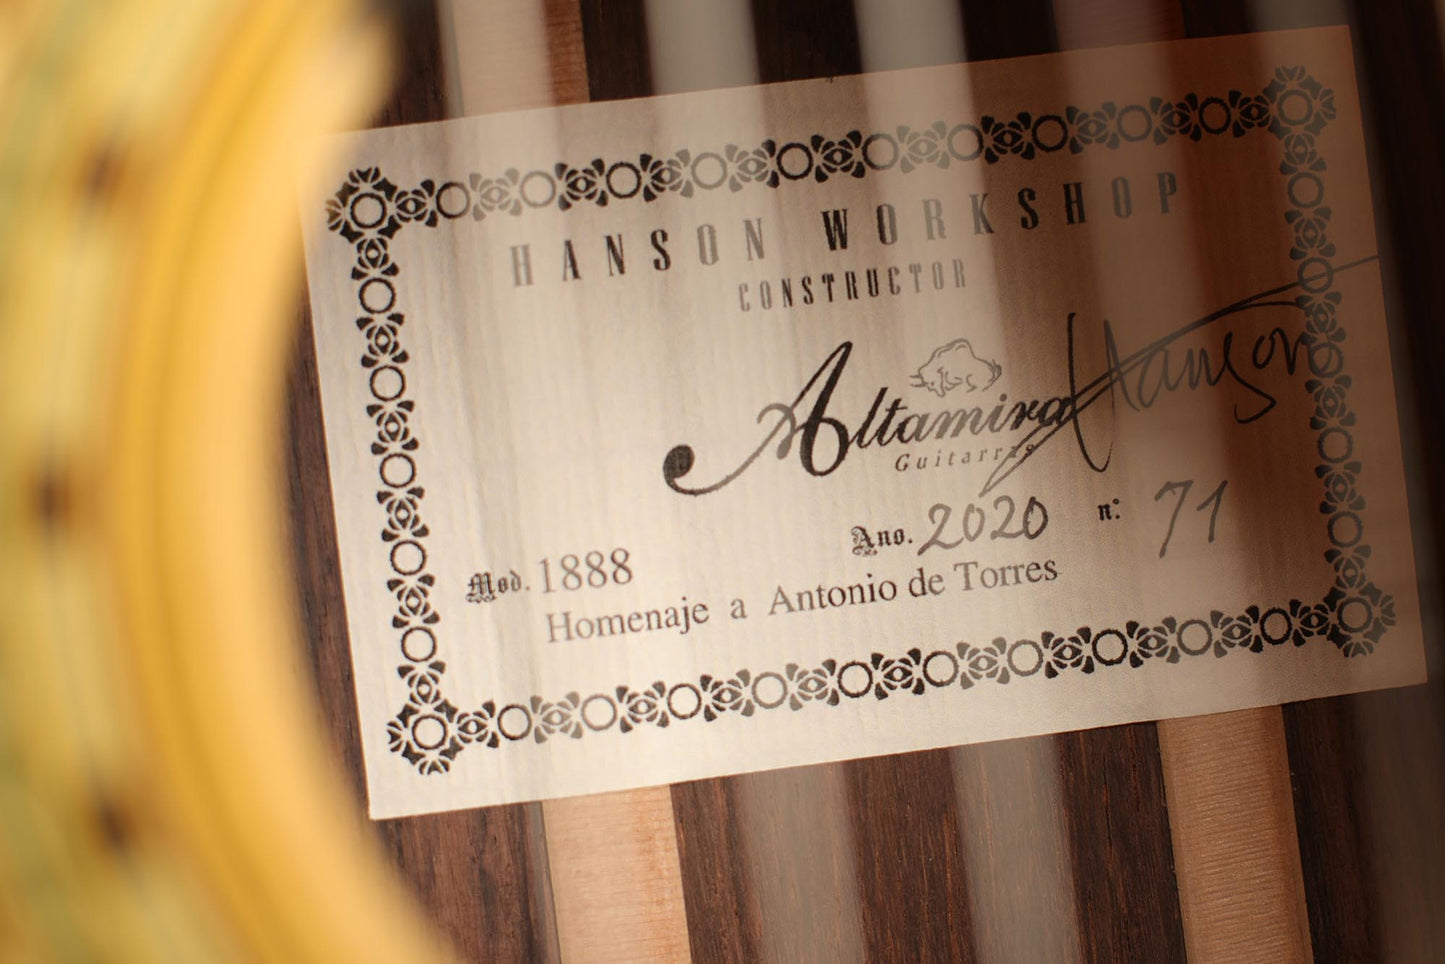 HANSON WORKSHOP
CONSTRUCTOR
Altamira Hanson
Guitarras
Ano. 2020 n° 71
Mod. 1888
Homenaje a Antonio de Torres